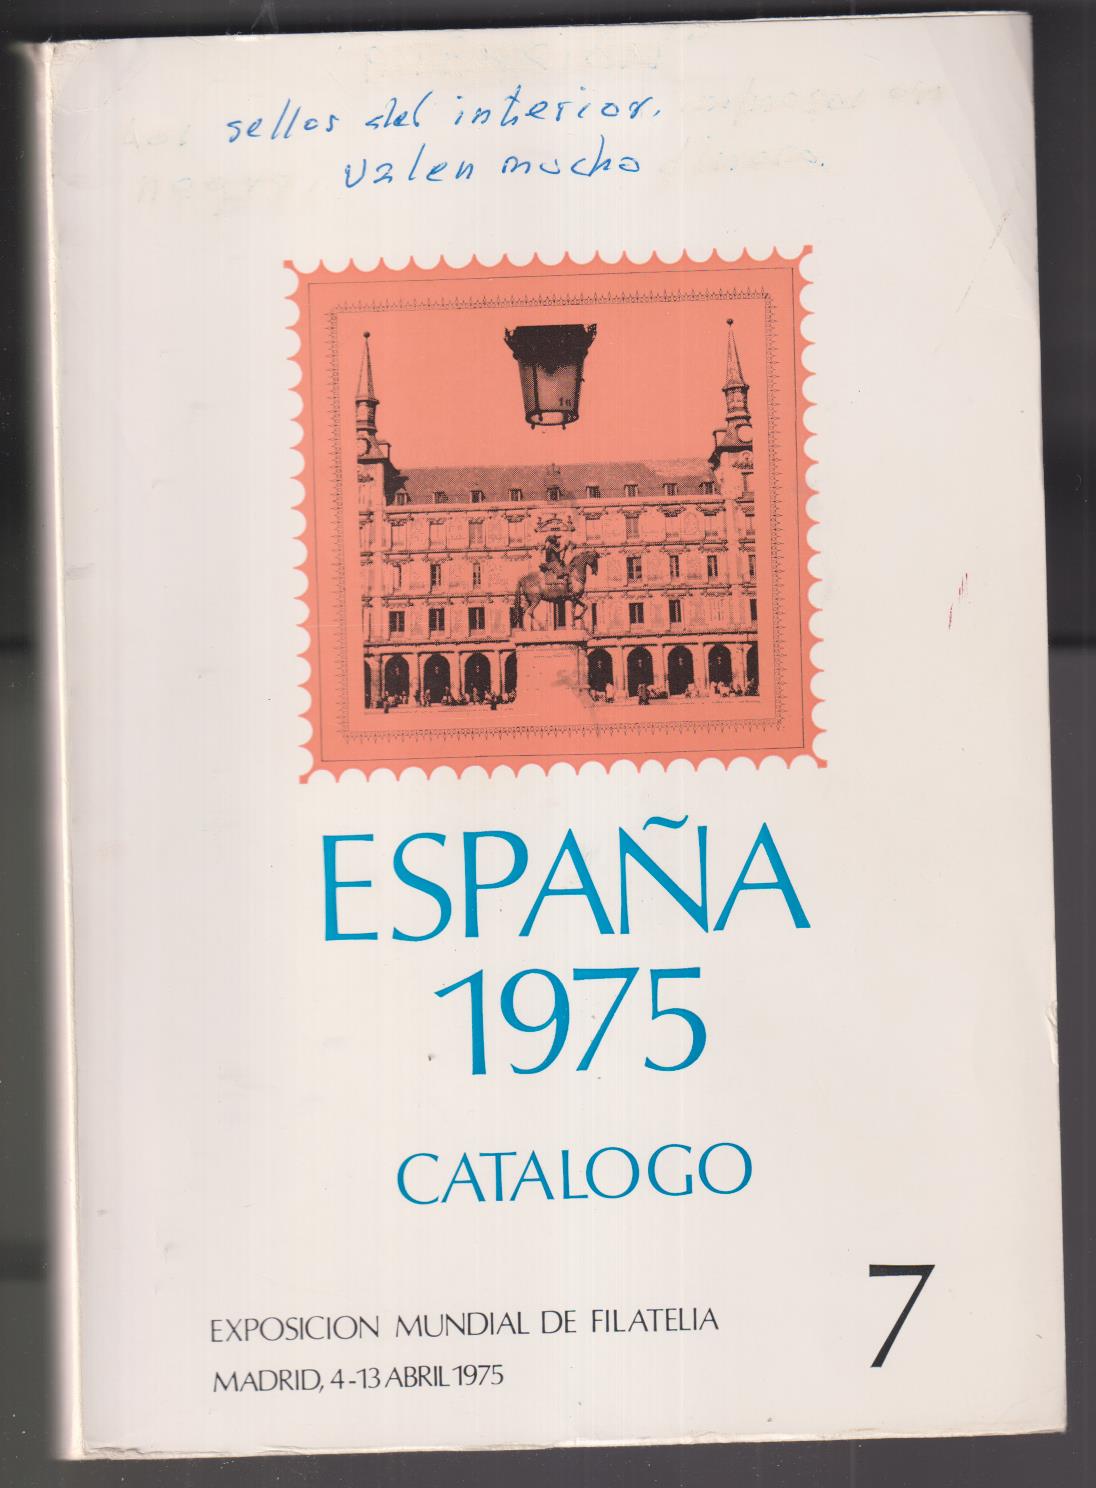 sellos del interior.
valen mucho
ESPAÑA
1975
CATALOGO
7
EXPOSICION MUNDIAL DE FILATELIA
MADRID, 4-13 ABRIL 1975